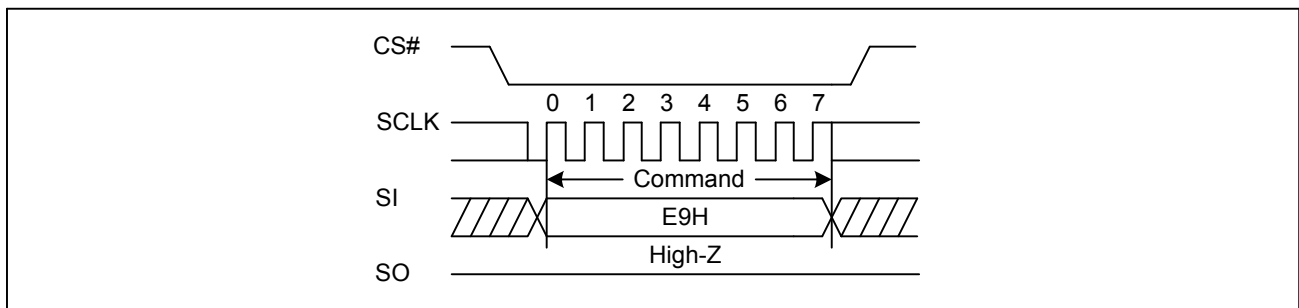 CS#
0 1 2 3 4 5 6 7
SCLK
Command
SI
E9H
High-Z
SO